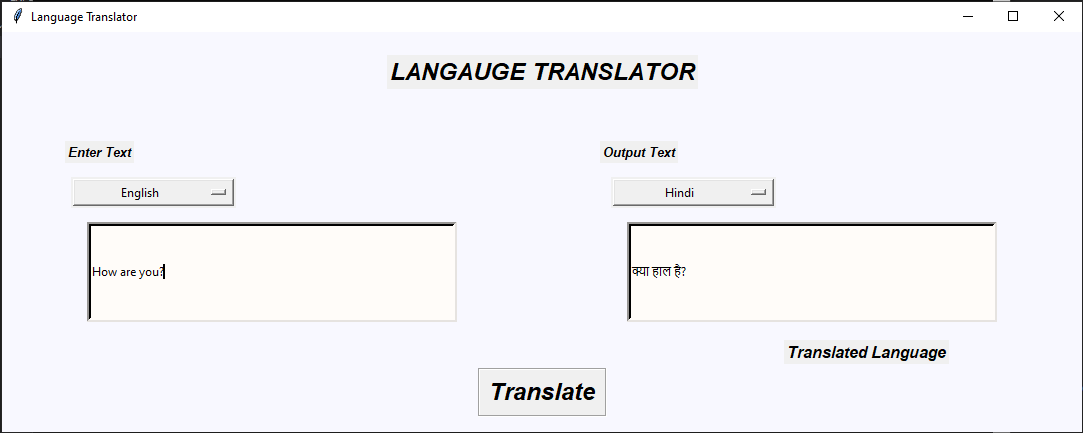 Language Translator
LANGAUGE TRANSLATOR
Enter Text
Output Text
English
Hindi
How are you?
क्या हाल है?
Translated Language
Translate